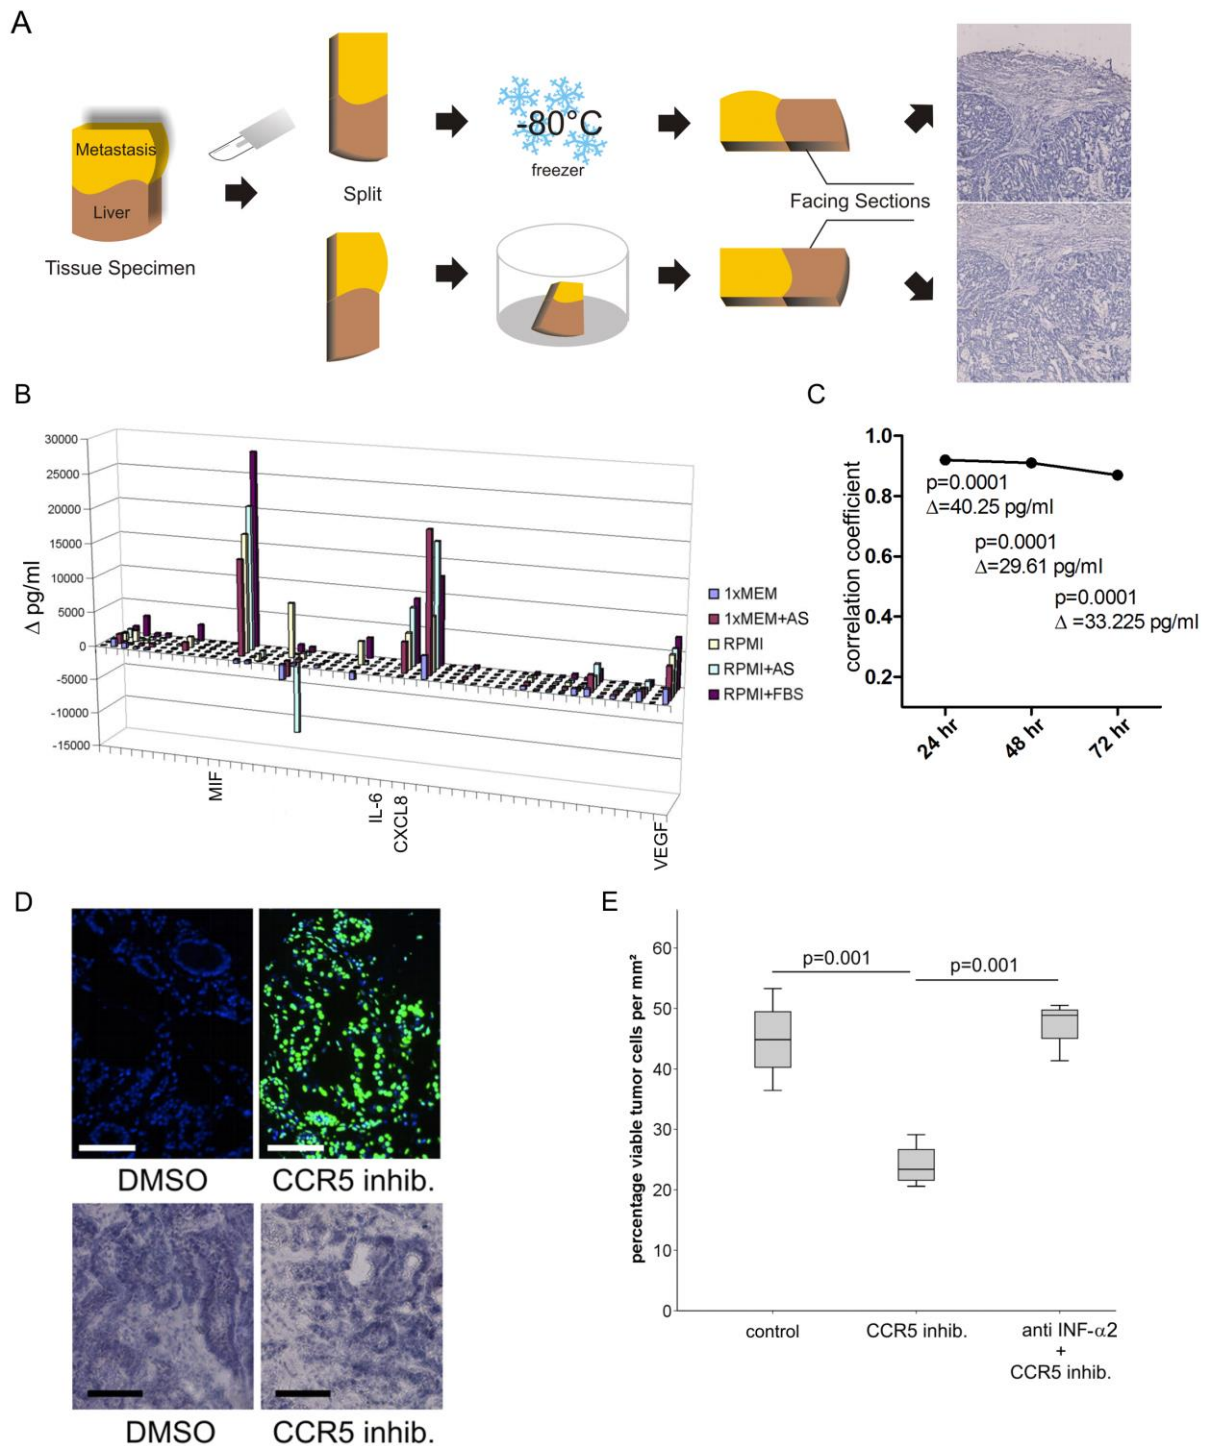 A
Metastasis
Liver
Tissue Specimen
Split
-80°C
freezer
Facing Sections
B
Δ pg/ml
30000
25000
20000
15000
10000
5000
0
-5000
-10000
-15000
MIF
IL-6
CXCL8
VEGF
1xMEM
1xMEM+AS
RPMI
RPMI+AS
RPMI+FBS
C
correlation coefficient
1.0
0.8
0.6
0.4
0.2
p=0.0001
Δ=40.25 pg/ml
p=0.0001
Δ=29.61 pg/ml
p=0.0001
Δ =33.225 pg/ml
24 hr
48 hr
72 hr
D
DMSO
CCR5 inhib.
DMSO
CCR5 inhib.
E
percentage viable tumor cells per mm²
60
50
40
30
20
10
0
p=0.001
p=0.001
control
CCR5 inhib.
anti INF-α2
+
CCR5 inhib.